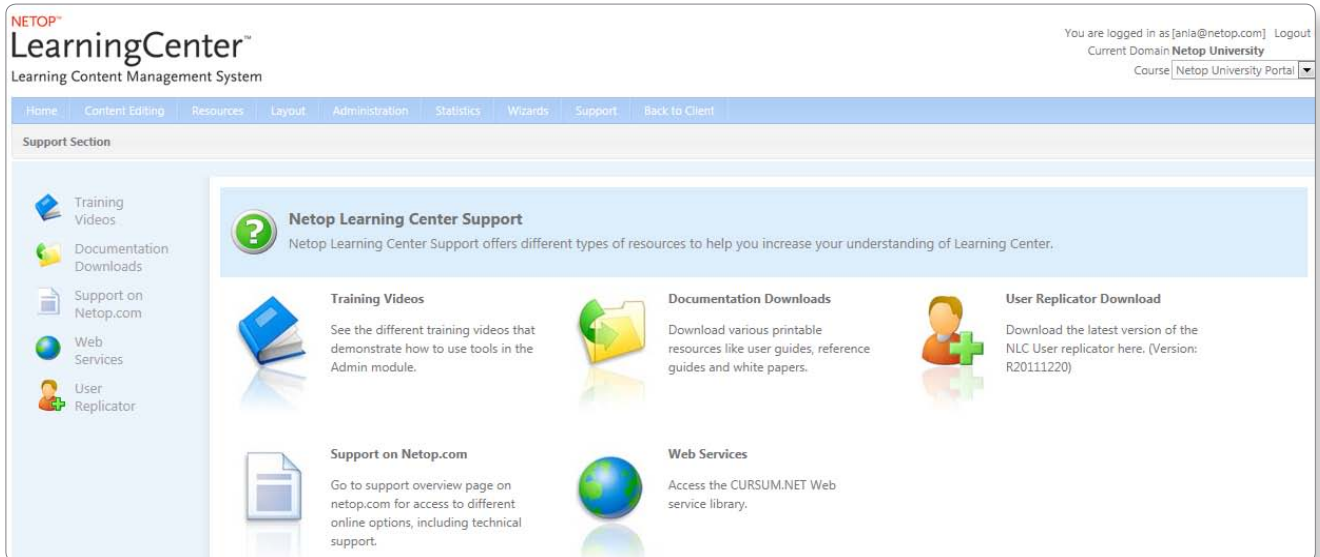 NETOP™
LearningCenter™
Learning Content Management System
You are logged in as [anla@netop.com] Logout
Current Domain Netop University
Course Netop University Portal
Home Content Editing Resources Layout Administration Statistics Wizards Support Back to Client
Support Section
Training
Videos
Documentation
Downloads
Support on
Netop.com
Web
Services
User
Replicator
Netop Learning Center Support
Netop Learning Center Support offers different types of resources to help you increase your understanding of Learning Center.
Training Videos
See the different training videos that
demonstrate how to use tools in the
Admin module.
Documentation Downloads
Download various printable
resources like user guides, reference
guides and white papers.
User Replicator Download
Download the latest version of the
NLC User replicator here. (Version:
R20111220)
Support on Netop.com
Go to support overview page on
netop.com for access to different
online options, including technical
support.
Web Services
Access the CURSUM.NET Web
service library.